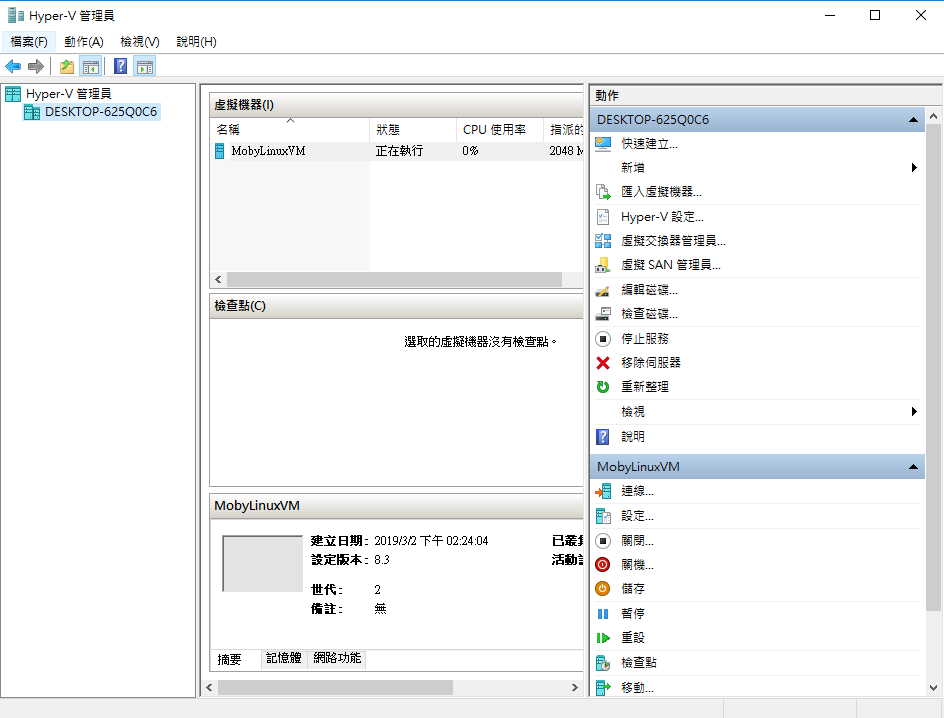 Hyper-V 管理員
檔案(F) 動作(A) 檢視(V) 說明(H)
Hyper-V 管理員
DESKTOP-625Q0C6
虛擬機器(I)
名稱 狀態 CPU 使用率 指派的
MobyLinuxVM 正在執行 0% 2048 M
檢查點(C)
選取的虛擬機器沒有檢查點。
MobyLinuxVM
建立日期: 2019/3/2 下午 02:24:04 已叢集
設定版本: 8.3 活動訊
世代: 2
備註: 無
摘要 記憶體 網路功能
動作
DESKTOP-625Q0C6
快速建立...
新增
匯入虛擬機器...
Hyper-V 設定...
虛擬交換器管理員...
虛擬 SAN 管理員...
編輯磁碟...
檢查磁碟...
停止服務
移除伺服器
重新整理
檢視
說明
MobyLinuxVM
連線...
設定...
關閉...
關機...
儲存
暫停
重設
檢查點
移動...